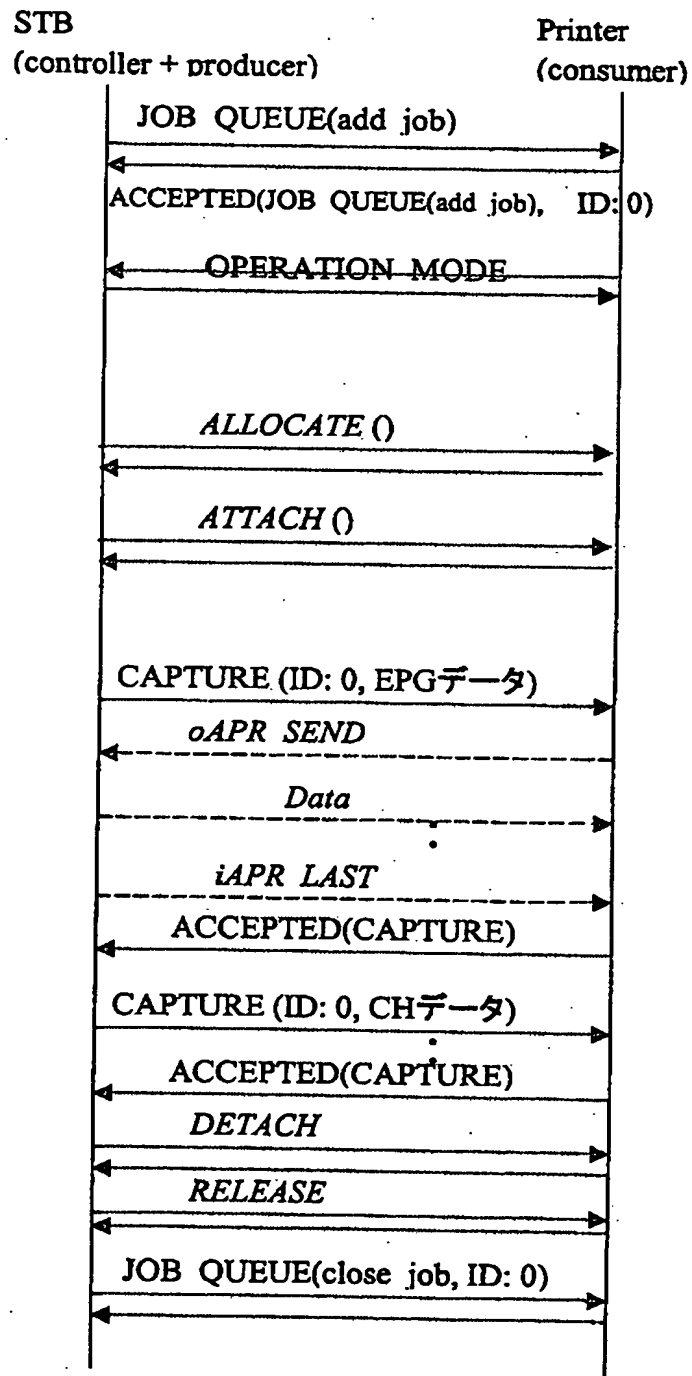 STB
(controller + producer)
Printer
(consumer)
JOB QUEUE(add job)
ACCEPTED(JOB QUEUE(add job), ID: 0)
OPERATION MODE
ALLOCATE ()
ATTACH ()
CAPTURE (ID: 0, EPGデータ)
oAPR SEND
Data
iAPR LAST
ACCEPTED(CAPTURE)
CAPTURE (ID: 0, CHデータ)
ACCEPTED(CAPTURE)
DETACH
RELEASE
JOB QUEUE(close job, ID: 0)